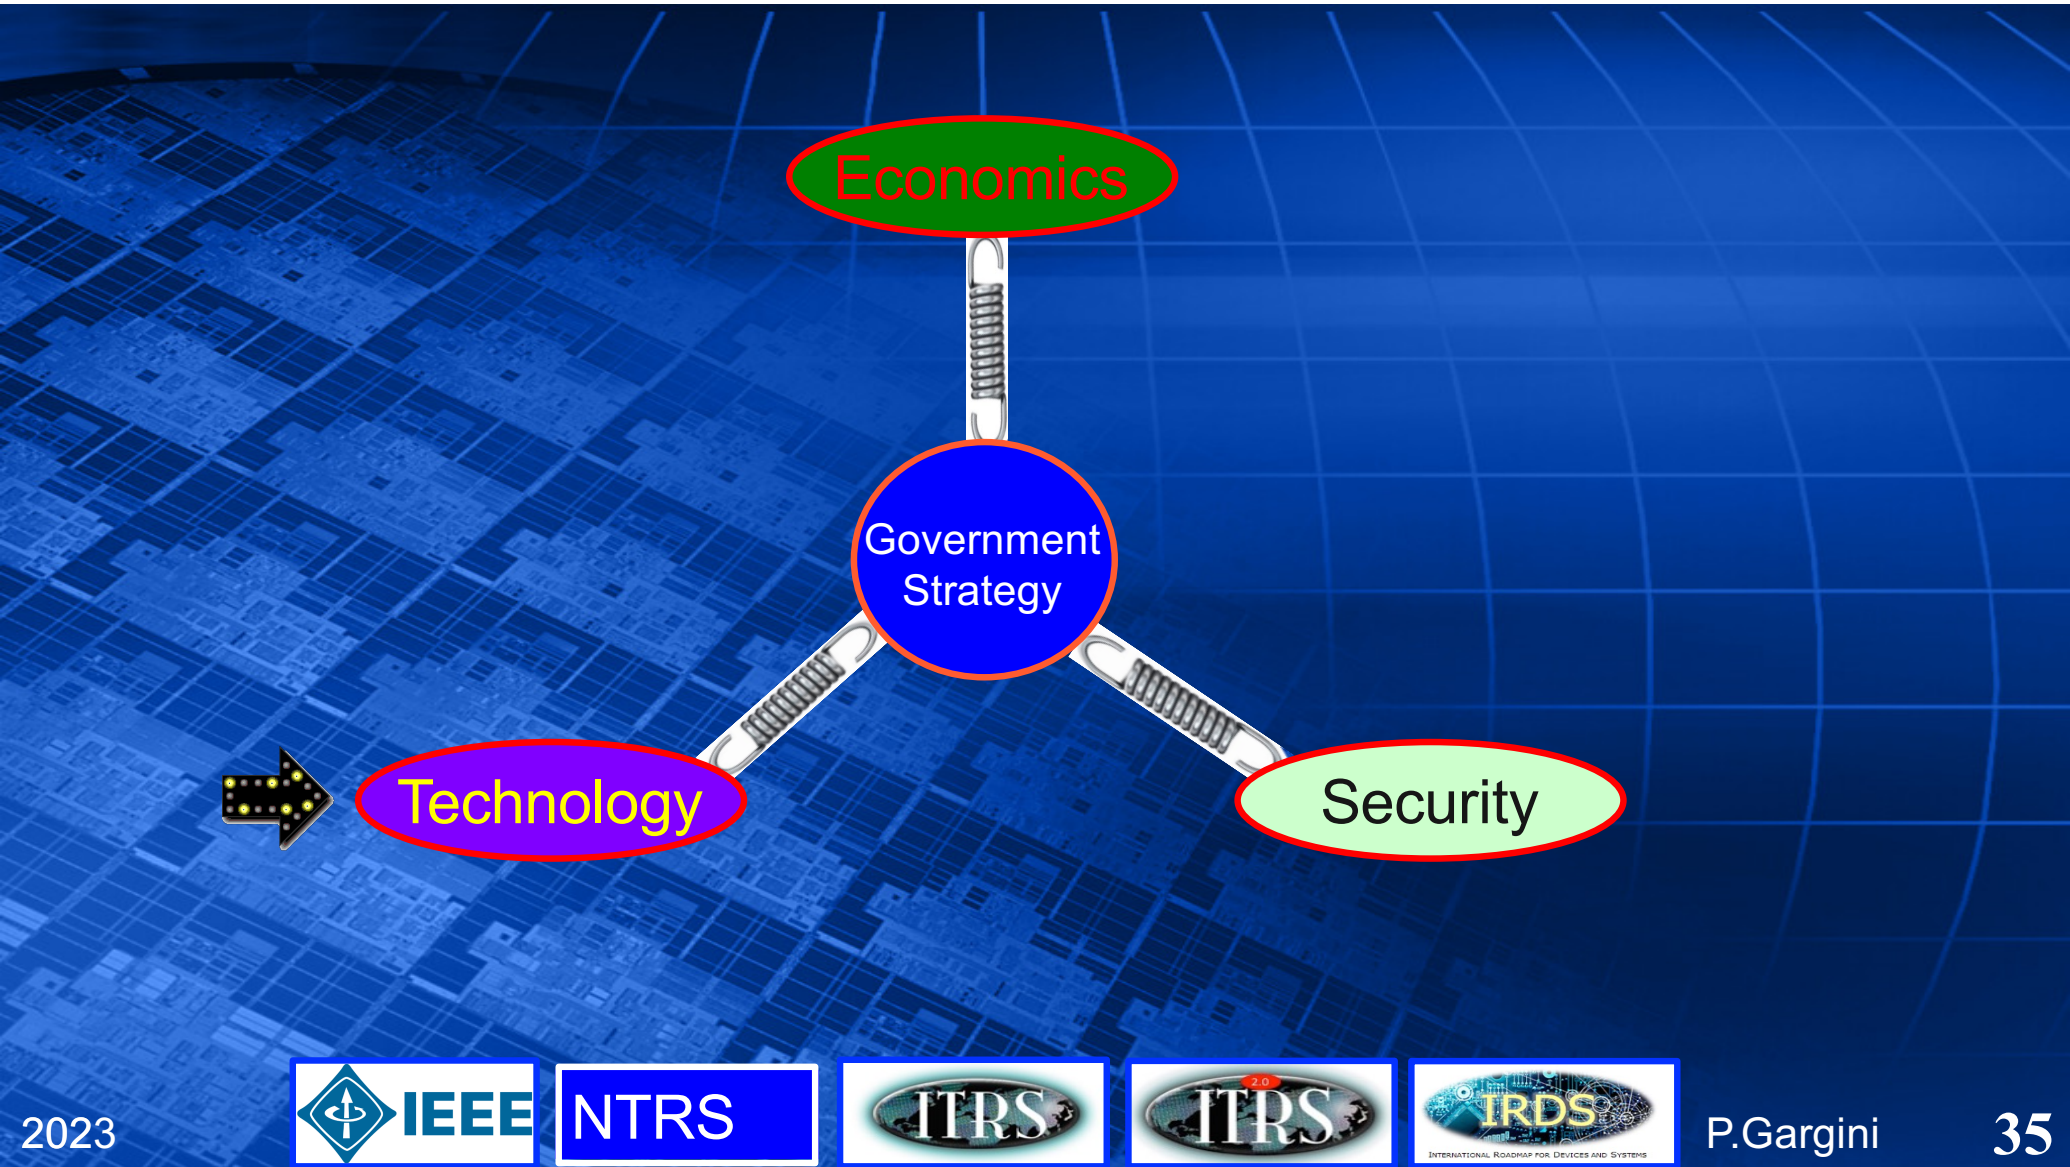 Economics
Government
Strategy
Technology
Security
2023
IEEE
NTRS
ITRS
2.0
ITRS
IRDS
INTERNATIONAL ROADMAP FOR DEVICES AND SYSTEMS
P.Gargini
35